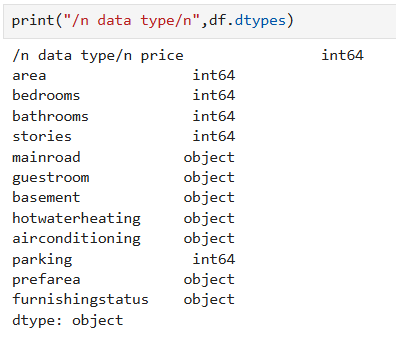 print("/n data type/n",df.dtypes)
/n data type/n price                int64
area                 int64
bedrooms             int64
bathrooms            int64
stories              int64
mainroad            object
guestroom           object
basement            object
hotwaterheating     object
airconditioning     object
parking              int64
prefarea            object
furnishingstatus    object
dtype: object